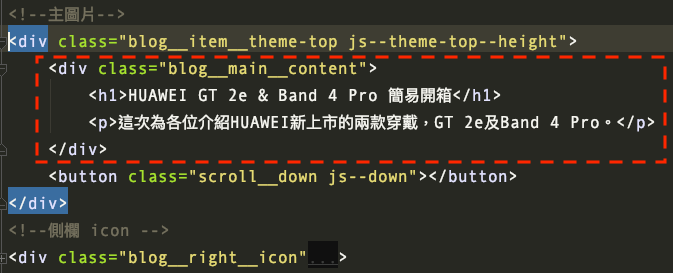 <!--主圖片-->
<div class="blog__item__theme-top js--theme-top--height">
<div class="blog__main__content">
<h1>HUAWEI GT 2e & Band 4 Pro 簡易開箱</h1>
<p>這次為各位介紹HUAWEI新上市的兩款穿戴，GT 2e及Band 4 Pro。</p>
</div>
<button class="scroll__down js--down"></button>
</div>
<!--側欄 icon -->
<div class="blog__right__icon"...>